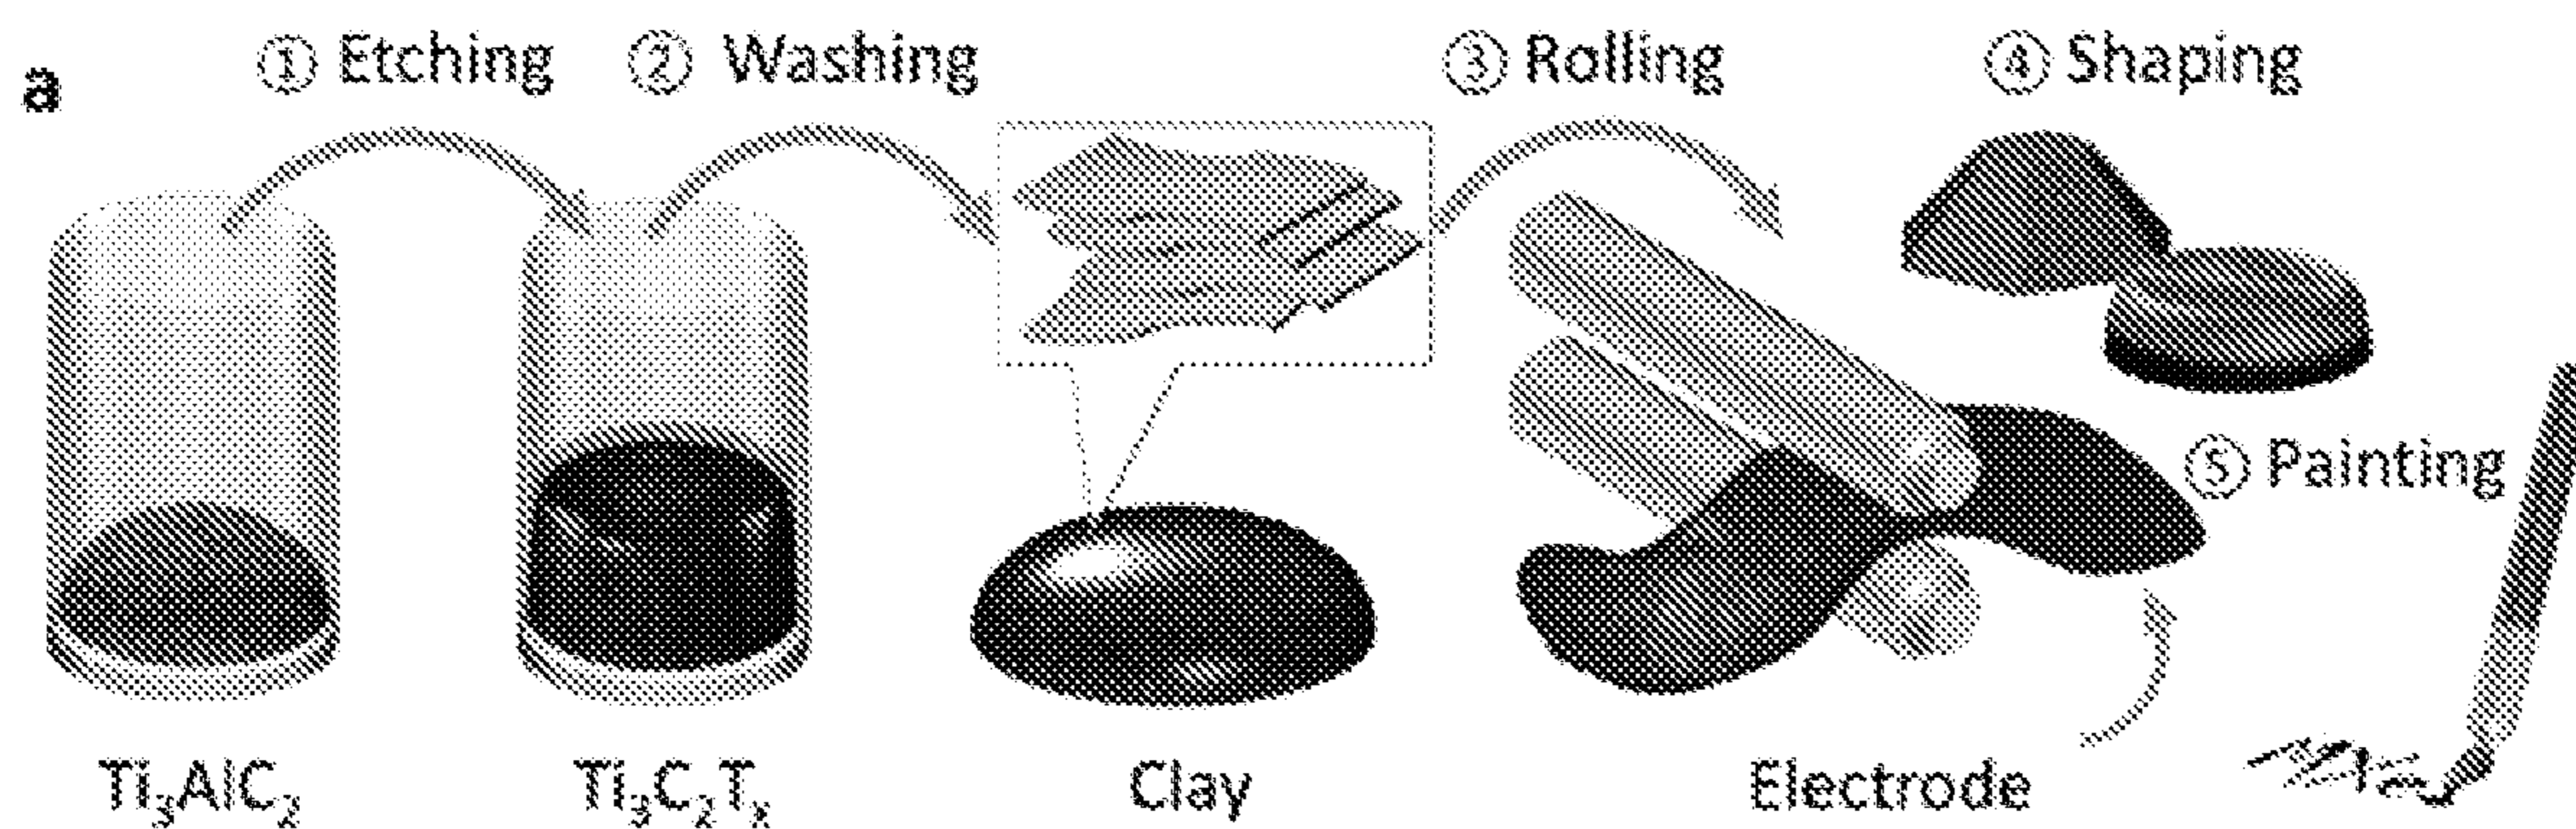 a
① Etching ② Washing ③ Rolling ④ Shaping
⑤ Painting
Ti₃AlC₂ Ti₃C₂Tₓ Clay Electrode